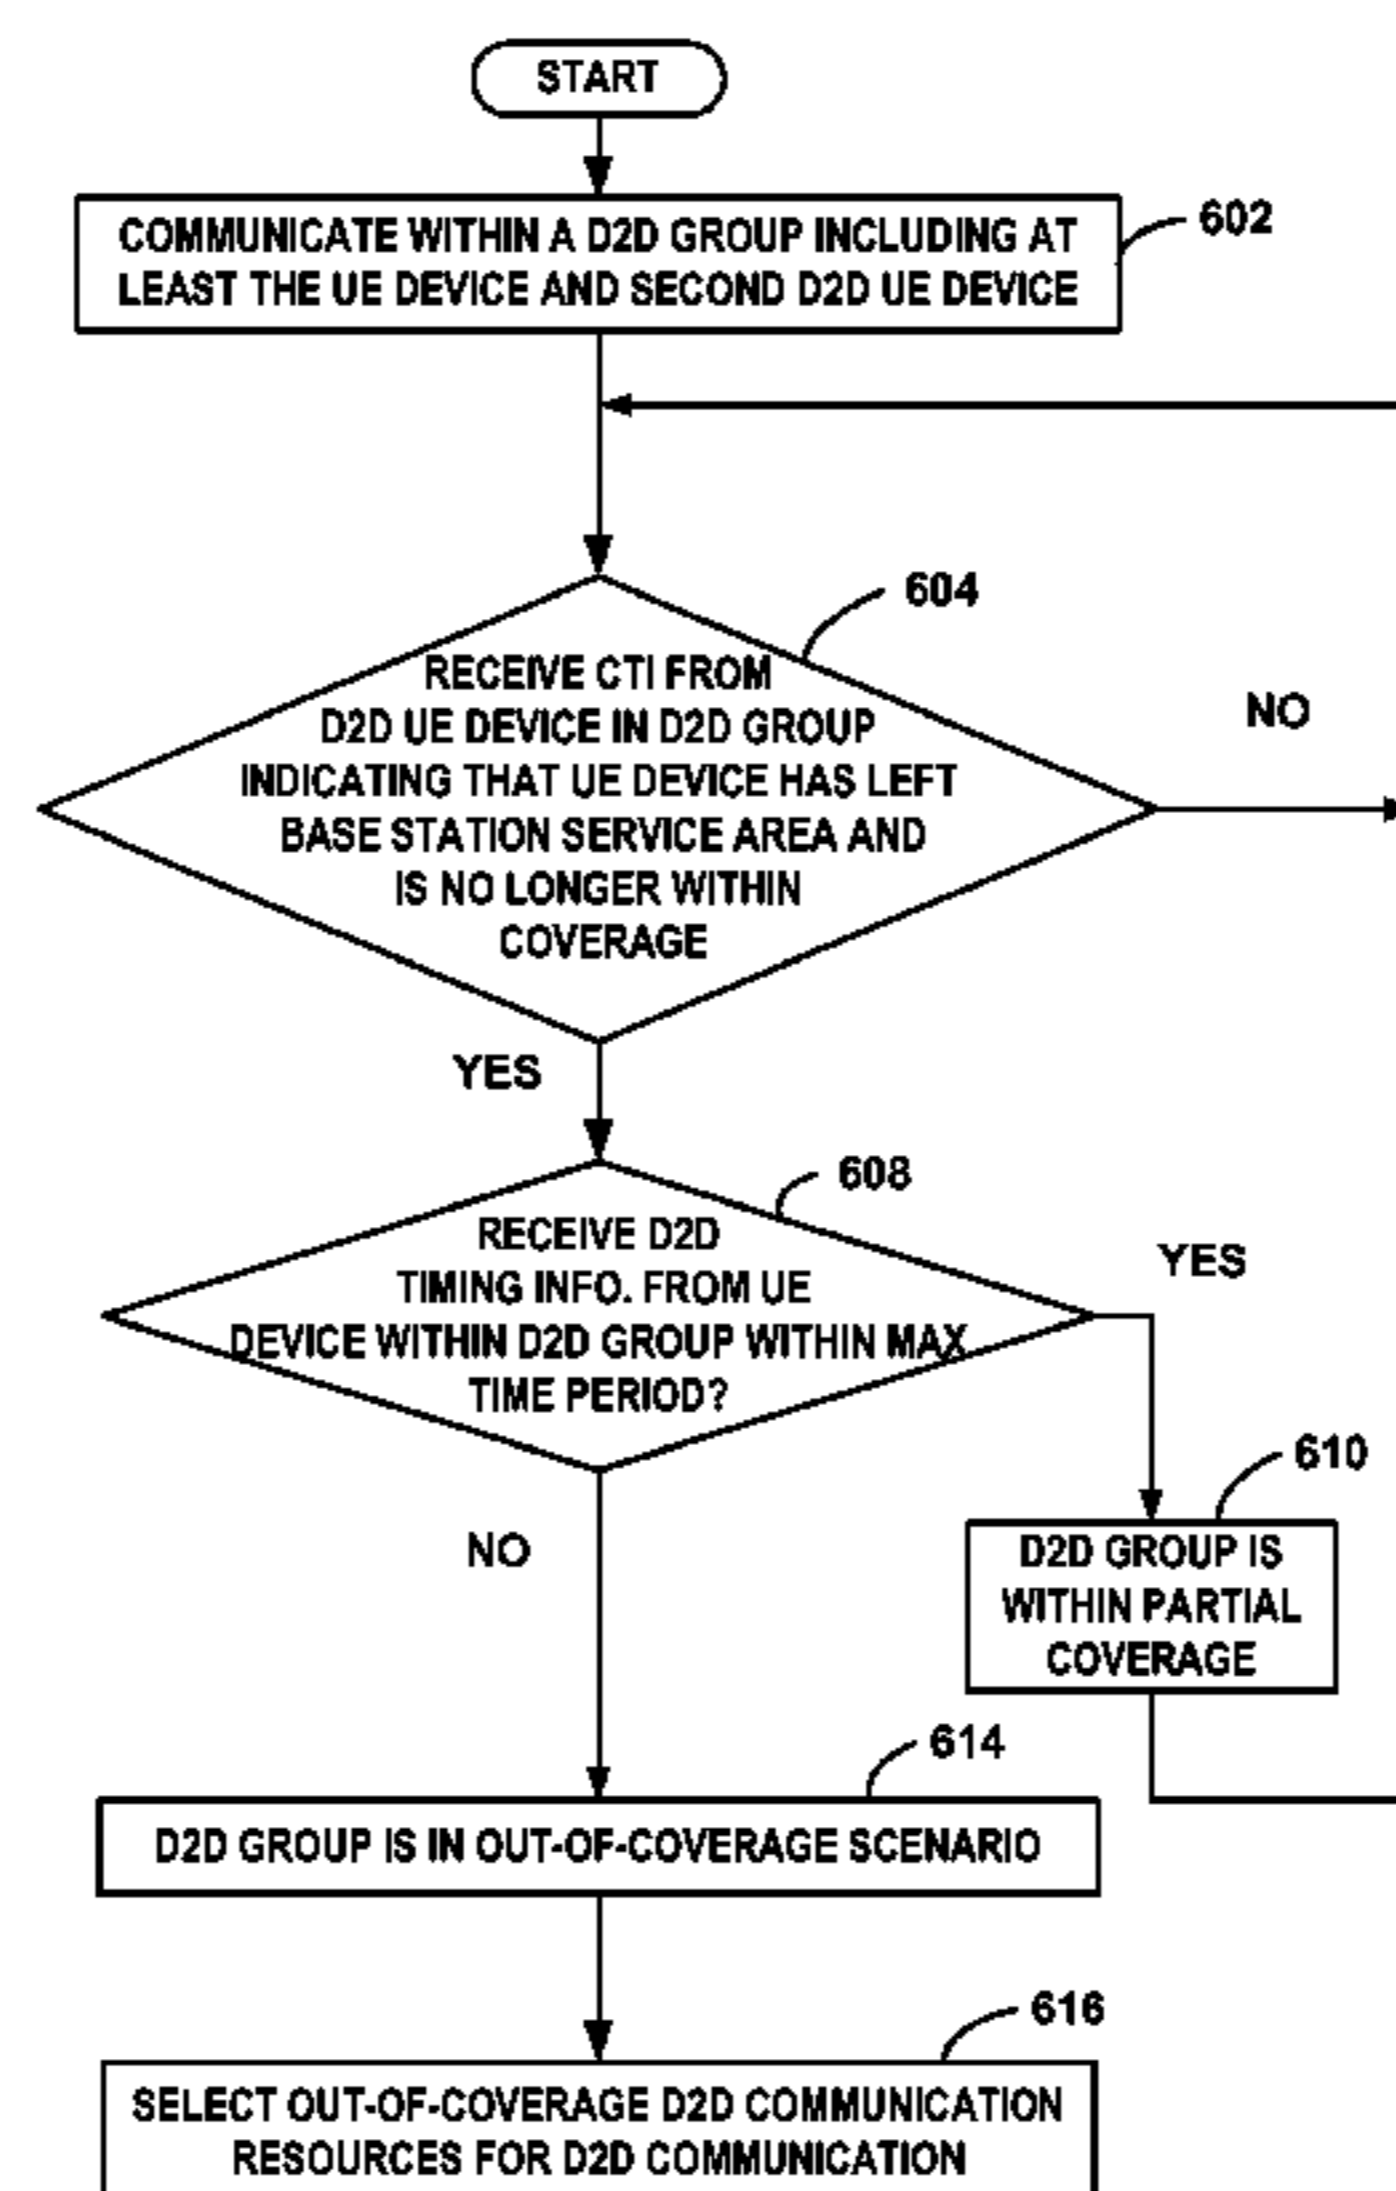 START
COMMUNICATE WITHIN A D2D GROUP INCLUDING AT
LEAST THE UE DEVICE AND SECOND D2D UE DEVICE
602
604
RECEIVE CTI FROM
D2D UE DEVICE IN D2D GROUP
INDICATING THAT UE DEVICE HAS LEFT
BASE STATION SERVICE AREA AND
IS NO LONGER WITHIN
COVERAGE
NO
YES
608
RECEIVE D2D
TIMING INFO. FROM UE
DEVICE WITHIN D2D GROUP WITHIN MAX
TIME PERIOD?
YES
NO
610
D2D GROUP IS
WITHIN PARTIAL
COVERAGE
614
D2D GROUP IS IN OUT-OF-COVERAGE SCENARIO
616
SELECT OUT-OF-COVERAGE D2D COMMUNICATION
RESOURCES FOR D2D COMMUNICATION